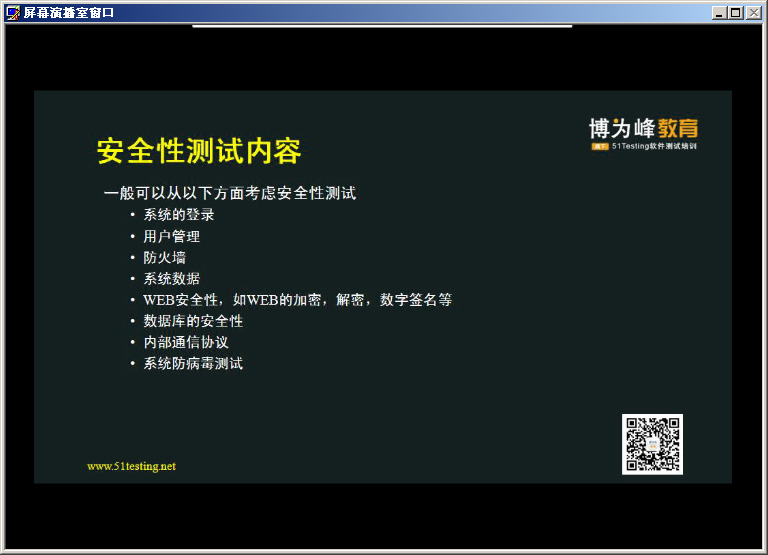 屏幕演播室窗口
博为峰教育
51Testing软件测试培训
安全性测试内容
一般可以从以下方面考虑安全性测试
• 系统的登录
• 用户管理
• 防火墙
• 系统数据
• WEB安全性，如WEB的加密，解密，数字签名等
• 数据库的安全性
• 内部通信协议
• 系统防病毒测试
www.51testing.net